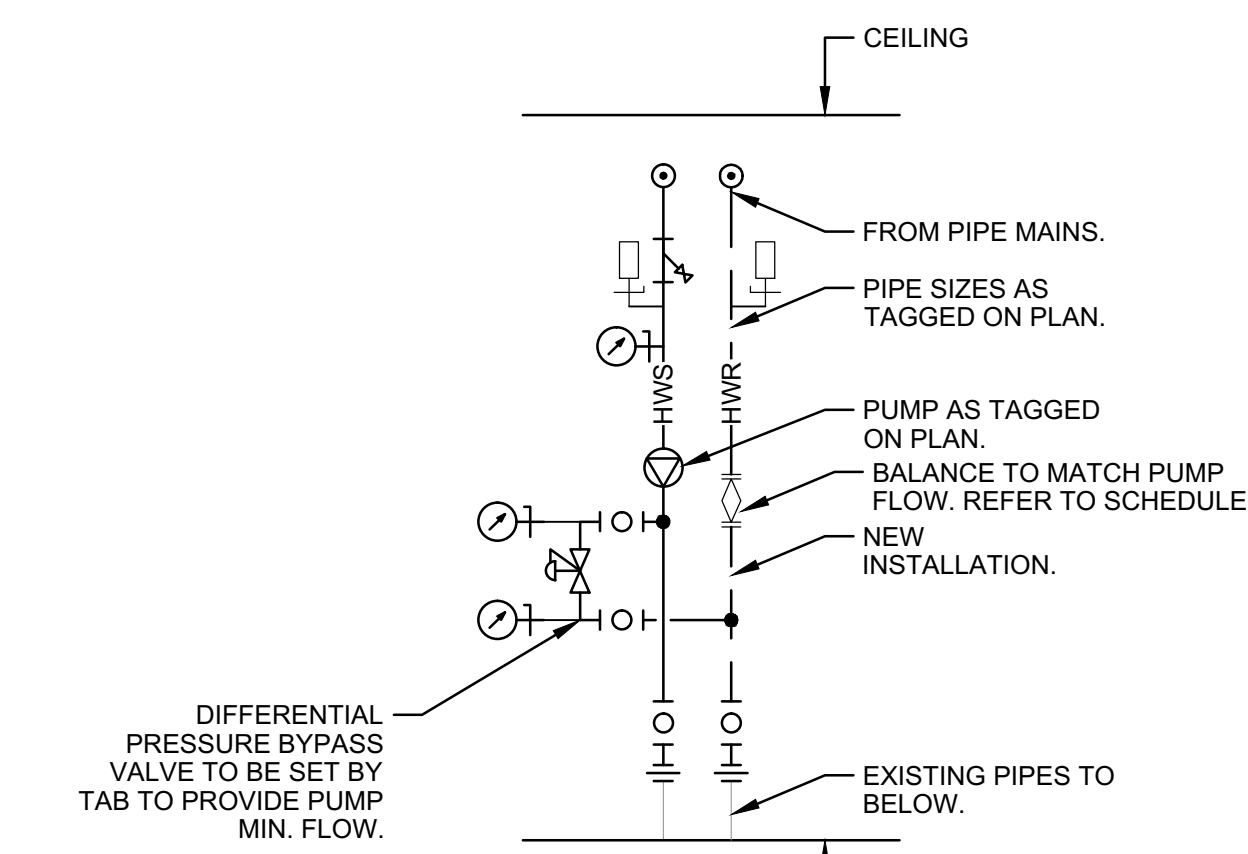 CEILING
FROM PIPE MAINS.
PIPE SIZES AS
TAGGED ON PLAN.
HWS
HWR
PUMP AS TAGGED
ON PLAN.
BALANCE TO MATCH PUMP
FLOW. REFER TO SCHEDULE
NEW
INSTALLATION.
DIFFERENTIAL
PRESSURE BYPASS
VALVE TO BE SET BY
TAB TO PROVIDE PUMP
MIN. FLOW.
EXISTING PIPES TO
BELOW.